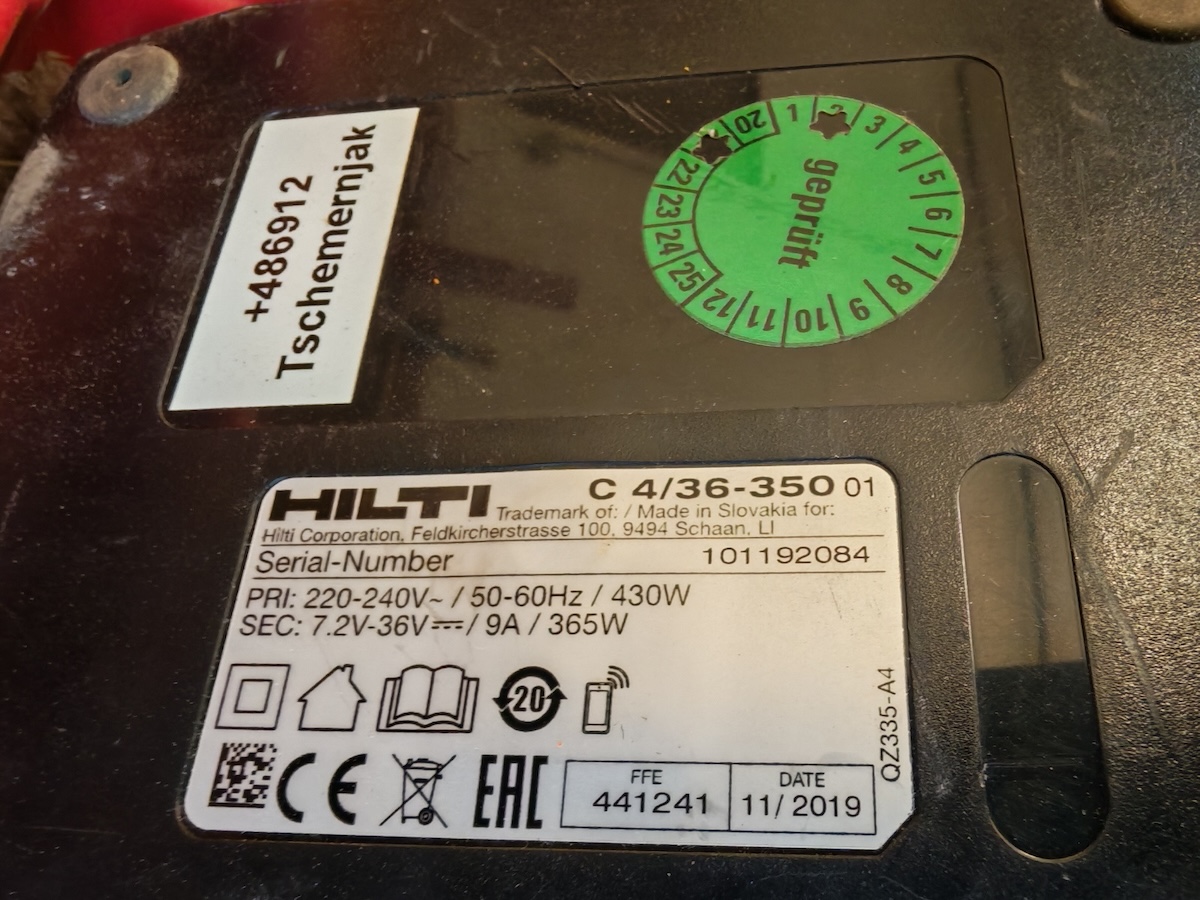 +486912
Tschemernjak
20 1 2 3 4 5 6 7 8 9 10 11 12 25 24 23 22
geprüft
HILTI
C 4/36-350 01
Trademark of: / Made in Slovakia for:
Hilti Corporation, Feldkircherstrasse 100, 9494 Schaan, LI
Serial-Number 101192084
PRI: 220-240V~ / 50-60Hz / 430W
SEC: 7.2V-36V⎓/ 9A / 365W
20
QZ335-A4
CE
EAC
FFE
441241
DATE
11/ 2019